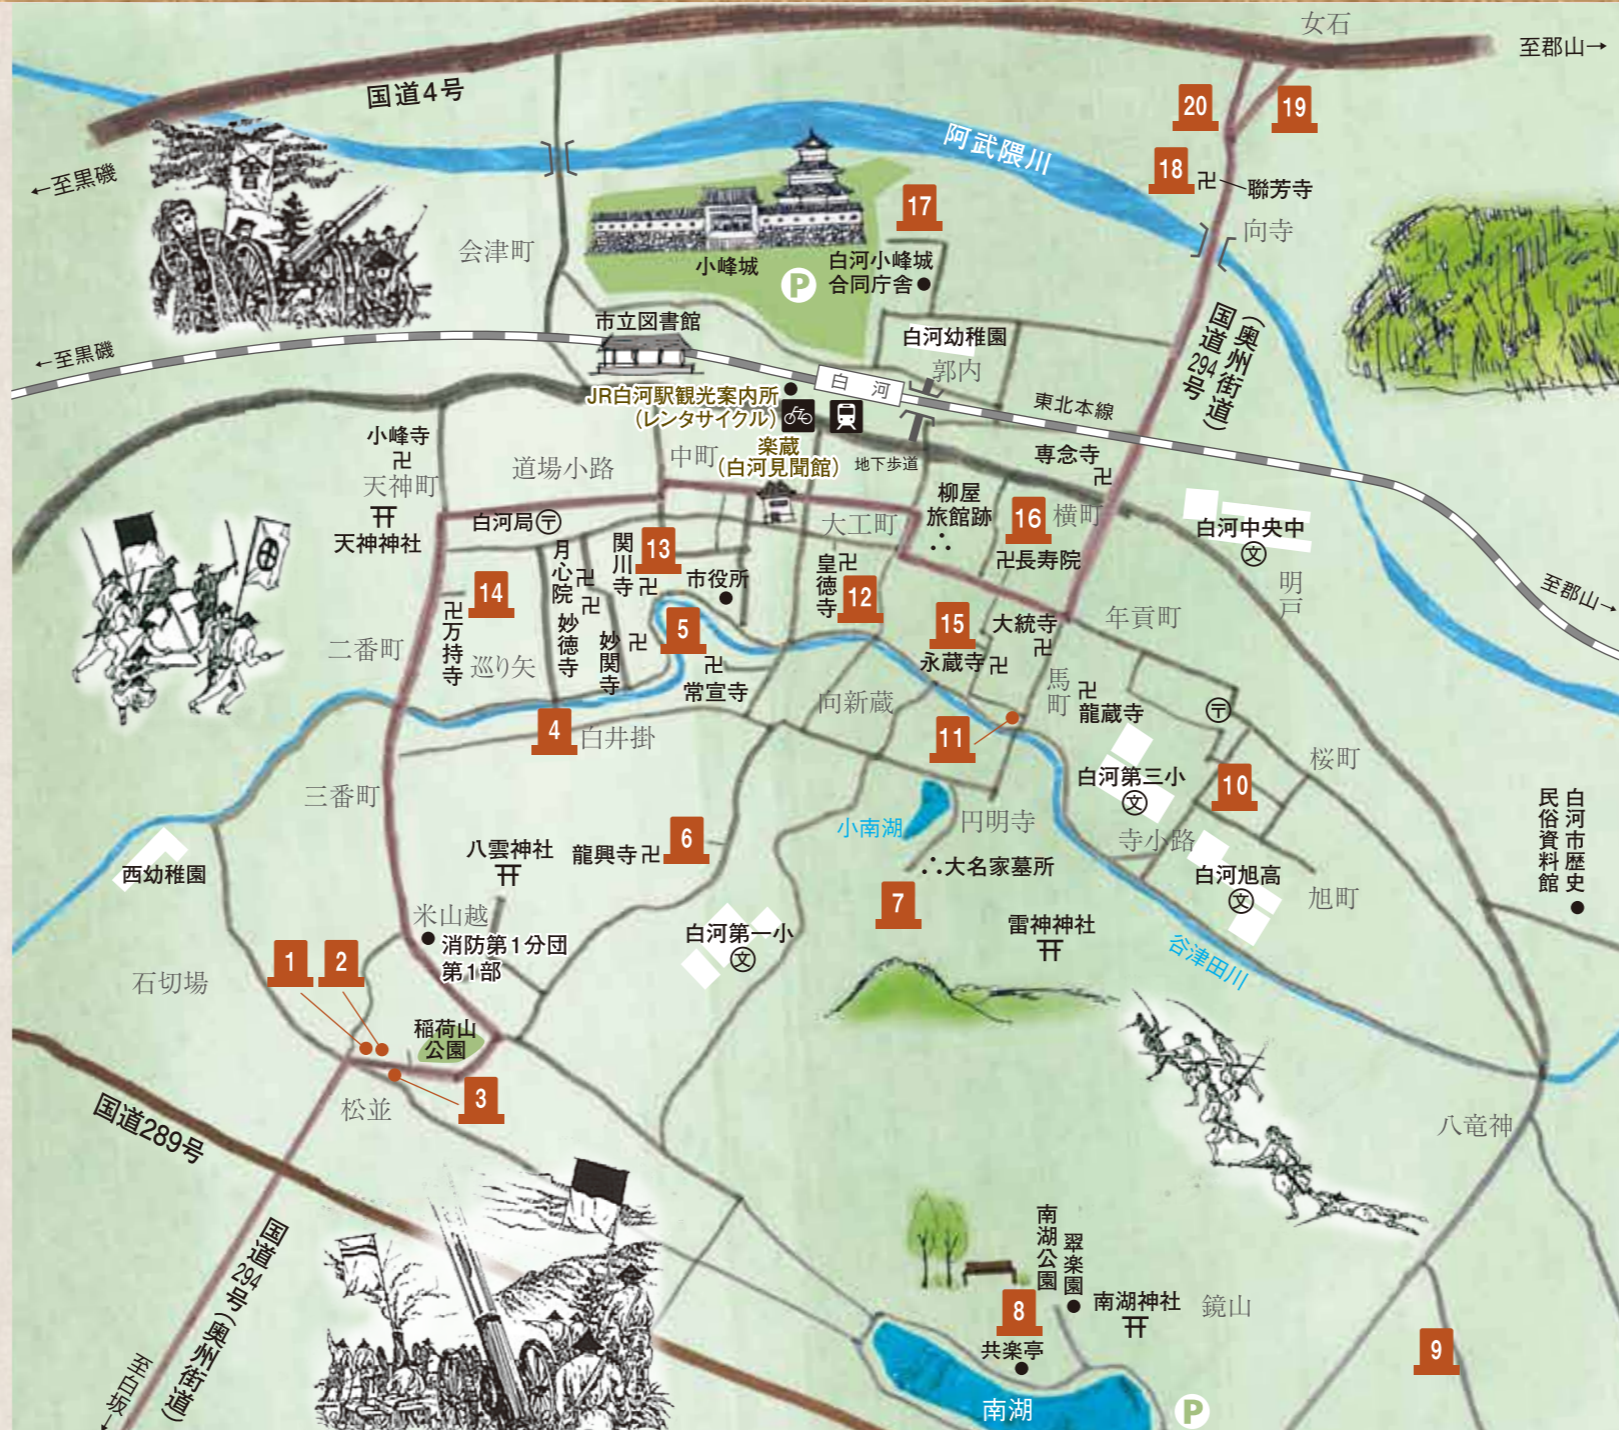 女石
至郡山→
国道4号
20
19
阿武隈川
18
聯芳寺
←至黒磯
17
向寺
会津町
小峰城
白河小峰城
合同庁舎
P
国道294号
(奥州街道)
市立図書館
白河幼稚園
←至黒磯
郭内
白河
JR白河駅観光案内所
(レンタサイクル)
東北本線
小峰寺
楽蔵
(白河見聞館)
中町
地下歩道
専念寺
道場小路
天神町
柳屋
旅館跡
16
横町
白河局
〒
大工町
白河中央中
文
天神神社
月心院
関川寺
13
長寿院
市役所
皇徳寺
明戸
至郡山→
14
12
万持寺
妙徳寺
妙関寺
5
15
大統寺
年貢町
二番町
巡り矢
永蔵寺
常宣寺
馬町
向新蔵
龍蔵寺
〒
4
白井掛
11
桜町
白河第三小
文
10
三番町
小南湖
円明寺
白河市歴史
民俗資料館
八雲神社
龍興寺
6
寺小路
西幼稚園
大名家墓所
白河旭高
文
旭町
7
米山越
消防第1分団
第1部
白河第一小
文
雷神神社
谷津田川
1
2
石切場
稲荷山
公園
3
松並
国道289号
八竜神
国道294号(奥州街道)
南湖公園
翠楽園
8
南湖神社
鏡山
共楽亭
9
至白坂→
南湖
P